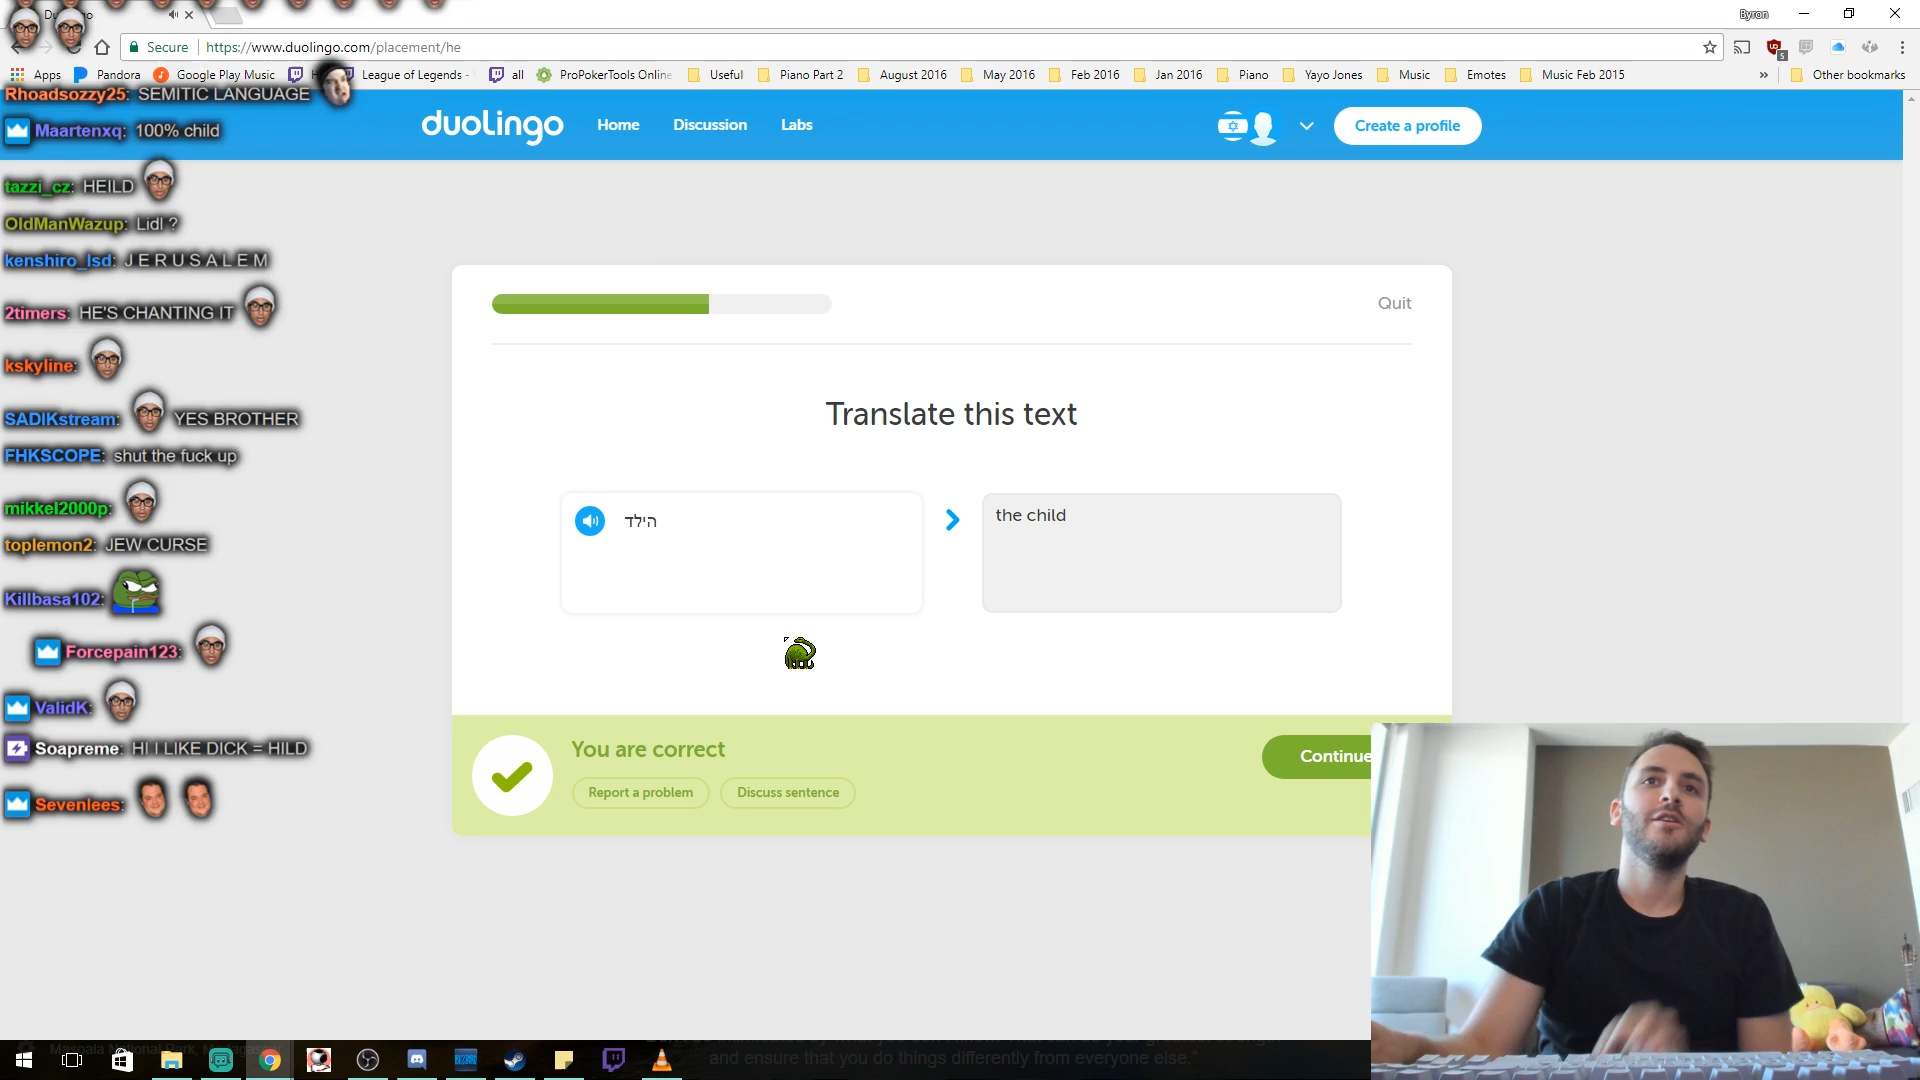 Byron
Secure
https://www.duolingo.com/placement/he
Apps
Pandora
Google Play Music
League of Legends -
all
ProPokerTools Online
Useful
Piano Part 2
August 2016
May 2016
Feb 2016
Jan 2016
Piano
Yayo Jones
Music
Emotes
Music Feb 2015
»
Other bookmarks
Rhoadsozzy25: SEMITIC LANGUAGE
Maartenxq: 100% child
tazzi_cz: HEILD
OldManWazup: Lidl ?
kenshiro_lsd: J E R U S A L E M
2timers: HE'S CHANTING IT
kskyline:
SADIKstream: YES BROTHER
FHKSCOPE: shut the fuck up
mikkel2000p:
toplemon2: JEW CURSE
Killbasa102:
Forcepain123:
ValidK:
Soapreme: HI I LIKE DICK = HILD
Sevenlees:
duolingo
Home
Discussion
Labs
Create a profile
Quit
Translate this text
הילד
the child
You are correct
Report a problem
Discuss sentence
Continue
and ensure that you do things differently from everyone else."